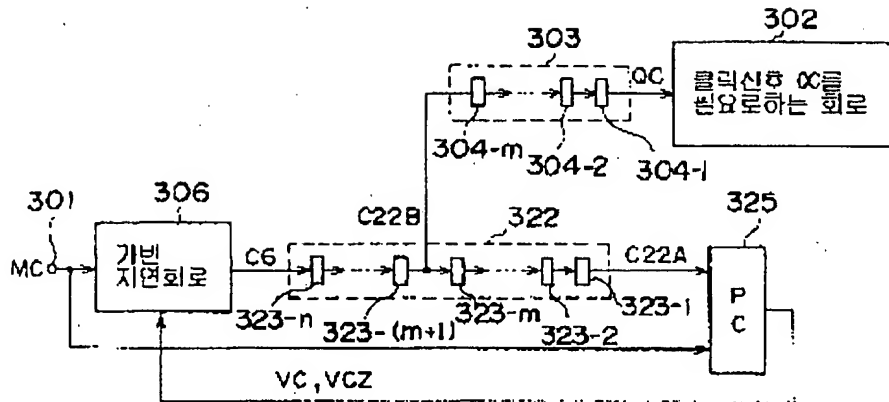 302
303
QC
클릭신호 QC를
필요로하는 회로
304-m
304-2
304-1
301
306
C22B
322
325
MC
가변
지연회로
C6
C22A
323-n
323-(m+1)
323-m
323-2
323-1
P
C
VC, VCZ